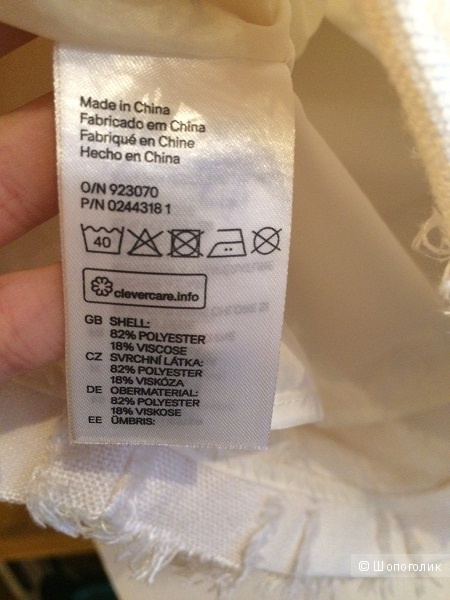 Made in China
Fabricado em China
Fabriqué en Chine
Hecho en China
O/N 923070
P/N 0244318 1
40
clevercare.info
GB SHELL:
82% POLYESTER
18% VISCOSE
CZ SVRCHNÍ LÁTKA:
82% POLYESTER
18% VISKÓZA
DE OBERMATERIAL:
82% POLYESTER
18% VISKOSE
EE ÜMBRIS:
© Шопоголик